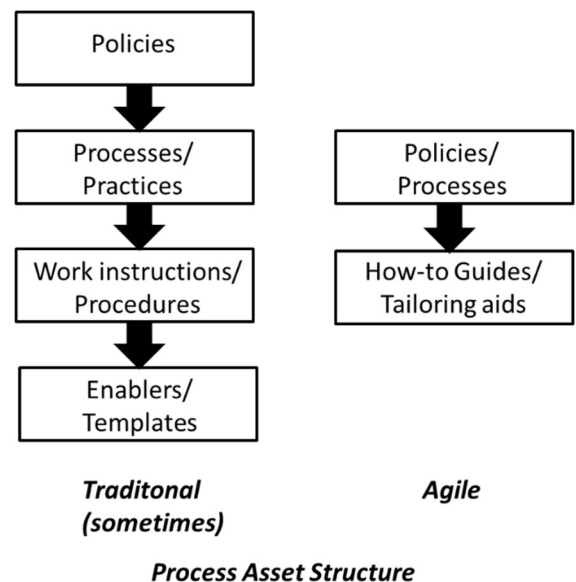 Policies
Processes/
Practices
Work instructions/
Procedures
Enablers/
Templates
Traditonal
(sometimes)
Policies/
Processes
How-to Guides/
Tailoring aids
Agile
Process Asset Structure